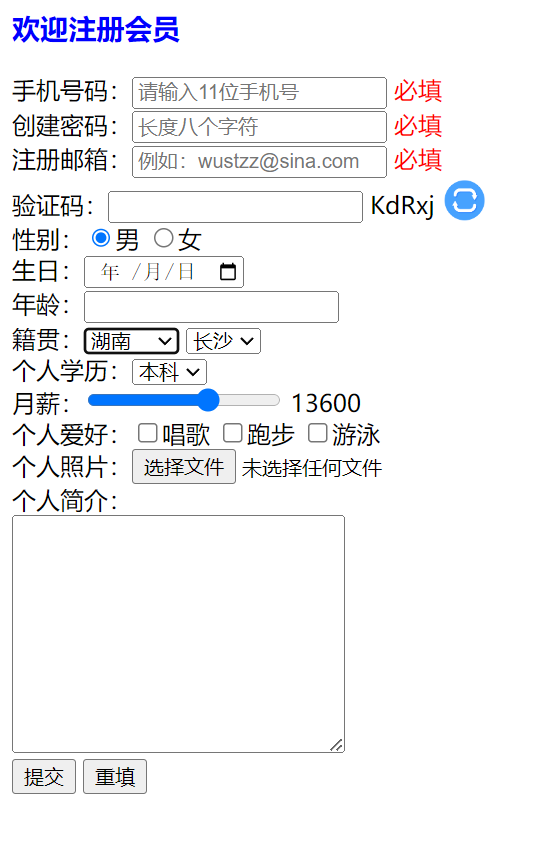 欢迎注册会员
手机号码：请输入11位手机号 必填
创建密码：长度八个字符 必填
注册邮箱：例如：wustzz@sina.com 必填
验证码： KdRxj
性别： 男 女
生日： 年 /月/日
年龄：
籍贯： 湖南 长沙
个人学历： 本科
月薪： 13600
个人爱好： 唱歌 跑步 游泳
个人照片： 选择文件 未选择任何文件
个人简介：
提交 重填